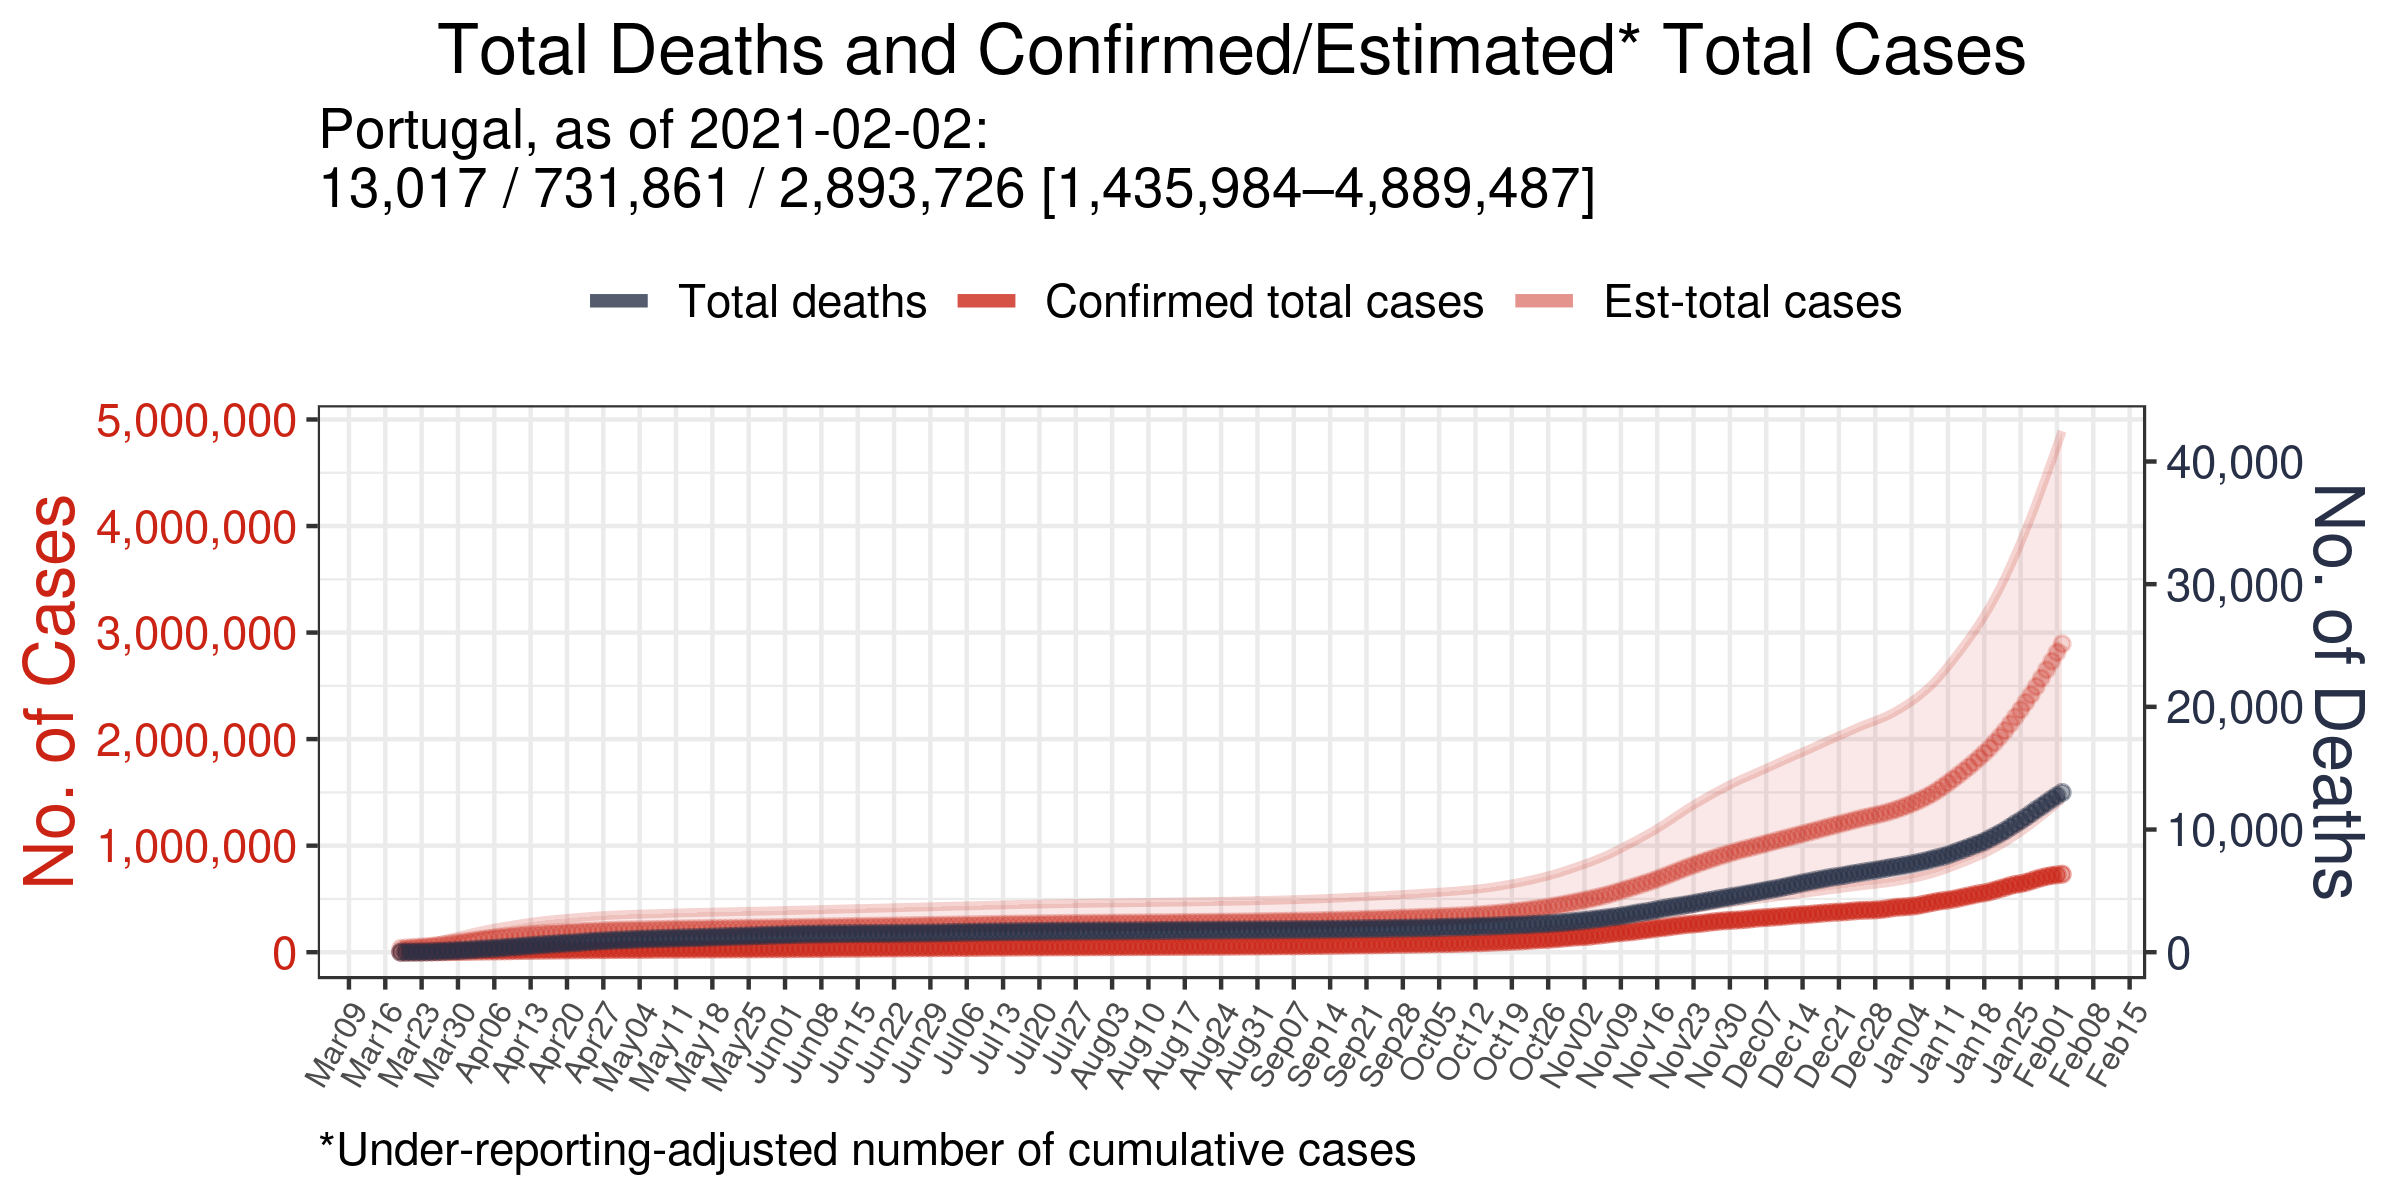 Total Deaths and Confirmed/Estimated* Total Cases
Portugal, as of 2021-02-02:
13,017 / 731,861 / 2,893,726 [1,435,984–4,889,487]
Total deaths
Confirmed total cases
Est-total cases
No. of Cases
5,000,000
4,000,000
3,000,000
2,000,000
1,000,000
0
40,000
30,000
20,000
10,000
0
No. of Deaths
Mar09
Mar16
Mar23
Mar30
Apr06
Apr13
Apr20
Apr27
May04
May11
May18
May25
Jun01
Jun08
Jun15
Jun22
Jun29
Jul06
Jul13
Jul20
Jul27
Aug03
Aug10
Aug17
Aug24
Aug31
Sep07
Sep14
Sep21
Sep28
Oct05
Oct12
Oct19
Oct26
Nov02
Nov09
Nov16
Nov23
Nov30
Dec07
Dec14
Dec21
Dec28
Jan04
Jan11
Jan18
Jan25
Feb01
Feb08
Feb15
*Under-reporting-adjusted number of cumulative cases